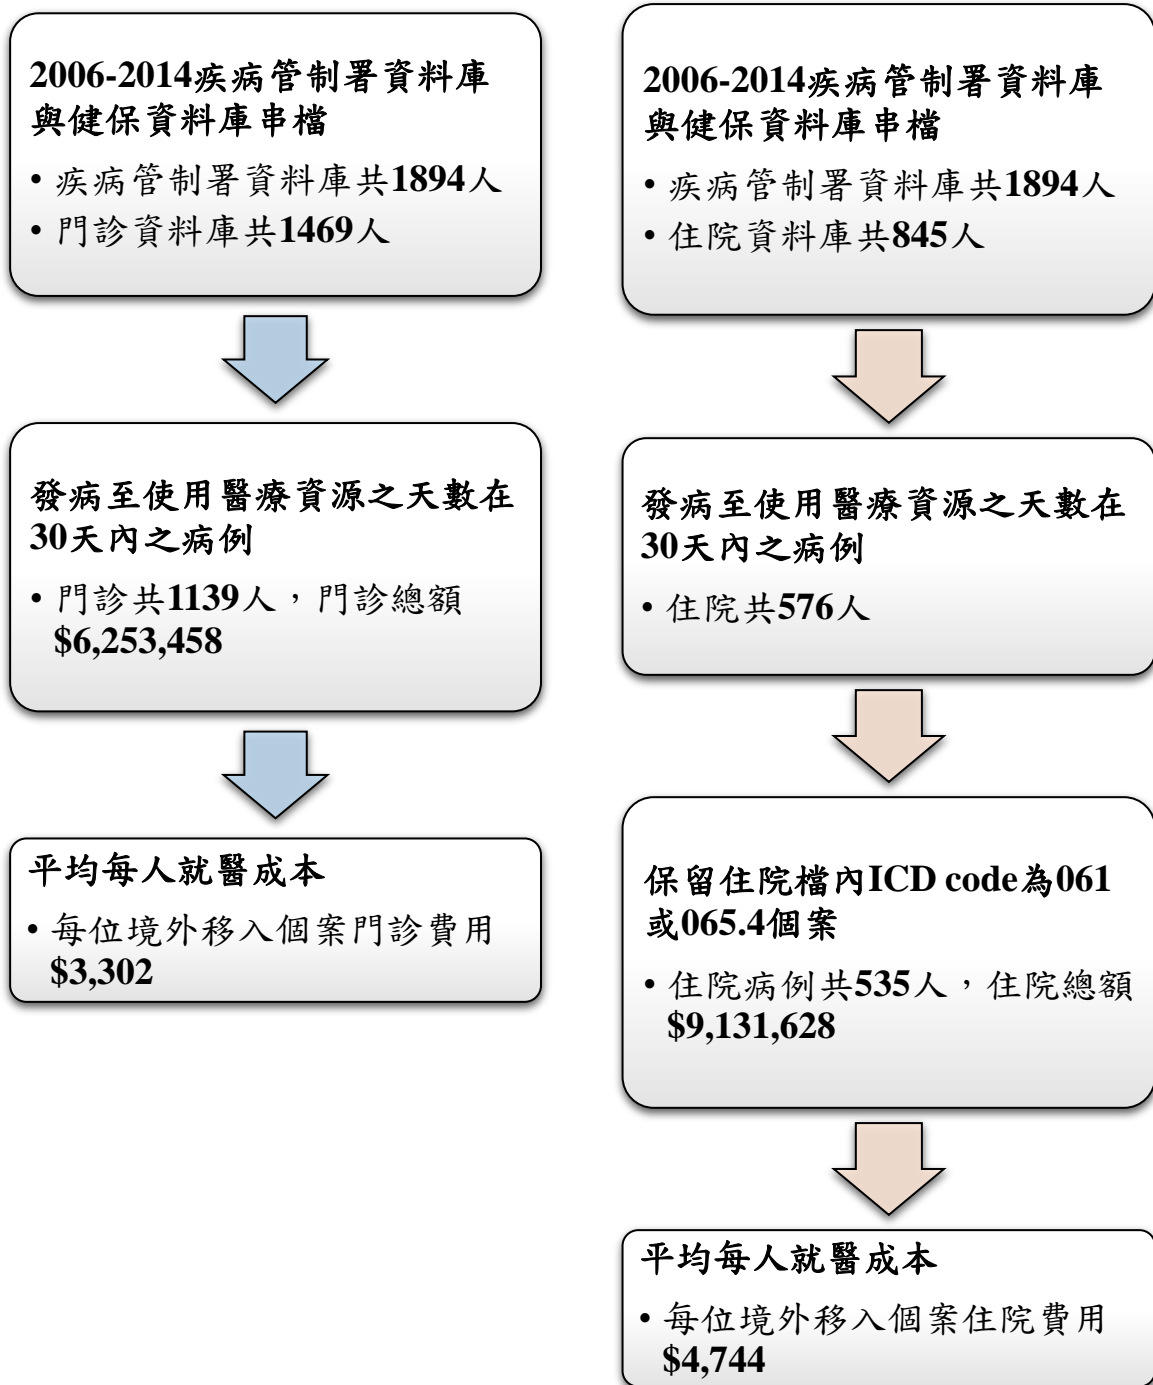 2006-2014疾病管制署資料庫
與健保資料庫串檔
• 疾病管制署資料庫共1894人
• 門診資料庫共1469人
發病至使用醫療資源之天數在
30天內之病例
• 門診共1139人，門診總額
$6,253,458
平均每人就醫成本
• 每位境外移入個案門診費用
$3,302
2006-2014疾病管制署資料庫
與健保資料庫串檔
• 疾病管制署資料庫共1894人
• 住院資料庫共845人
發病至使用醫療資源之天數在
30天內之病例
• 住院共576人
保留住院檔內ICD code為061
或065.4個案
• 住院病例共535人，住院總額
$9,131,628
平均每人就醫成本
• 每位境外移入個案住院費用
$4,744